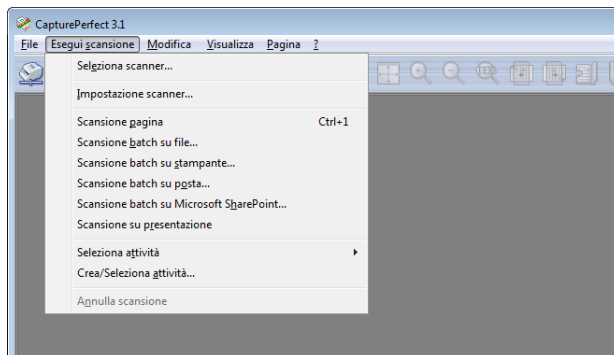 CapturePerfect 3.1
File Esegui scansione Modifica Visualizza Pagina ?
Seleziona scanner...
Impostazione scanner...
Scansione pagina Ctrl+1
Scansione batch su file...
Scansione batch su stampante...
Scansione batch su posta...
Scansione batch su Microsoft SharePoint...
Scansione su presentazione
Seleziona attività
Crea/Seleziona attività...
Annulla scansione